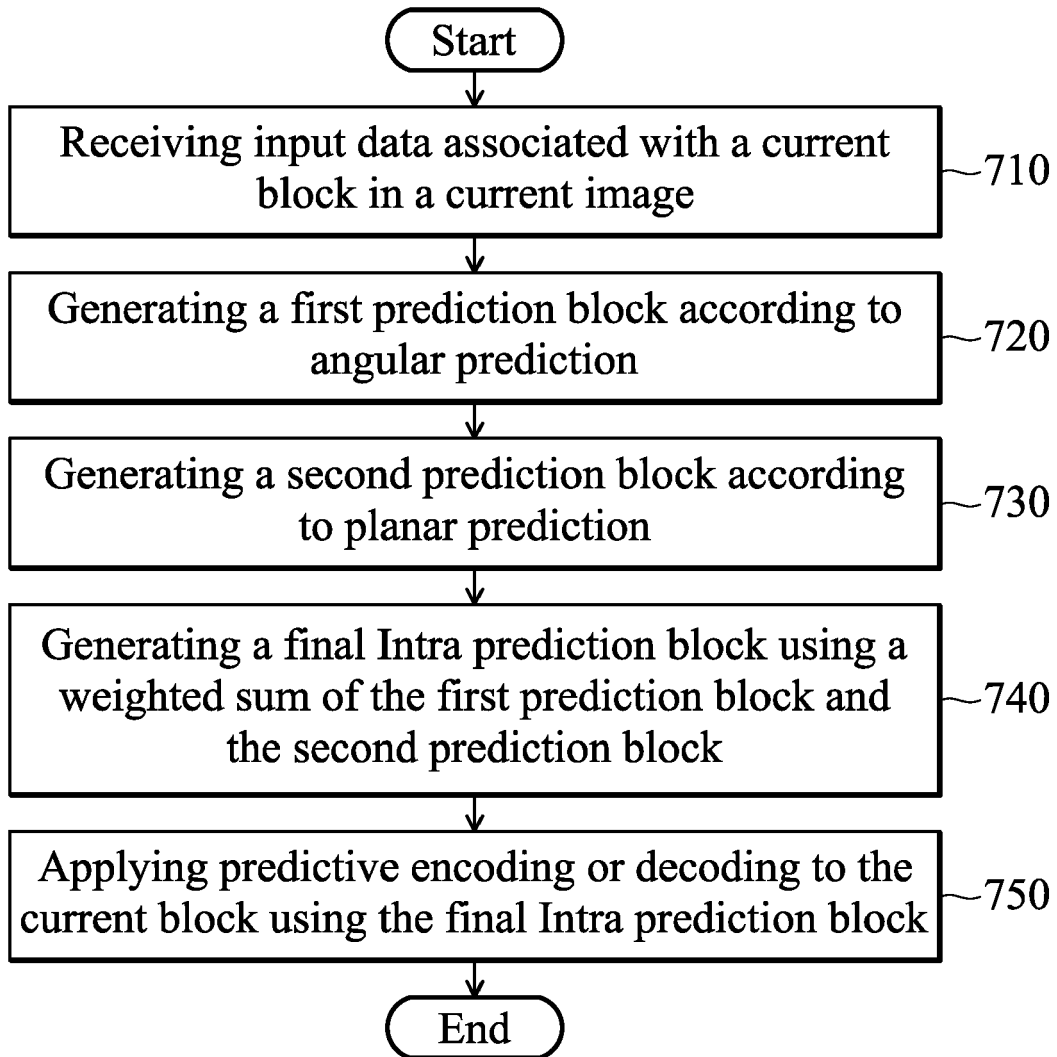 Start
Receiving input data associated with a current
block in a current image
710
Generating a first prediction block according to
angular prediction
720
Generating a second prediction block according
to planar prediction
730
Generating a final Intra prediction block using a
weighted sum of the first prediction block and
the second prediction block
740
Applying predictive encoding or decoding to the
current block using the final Intra prediction block
750
End